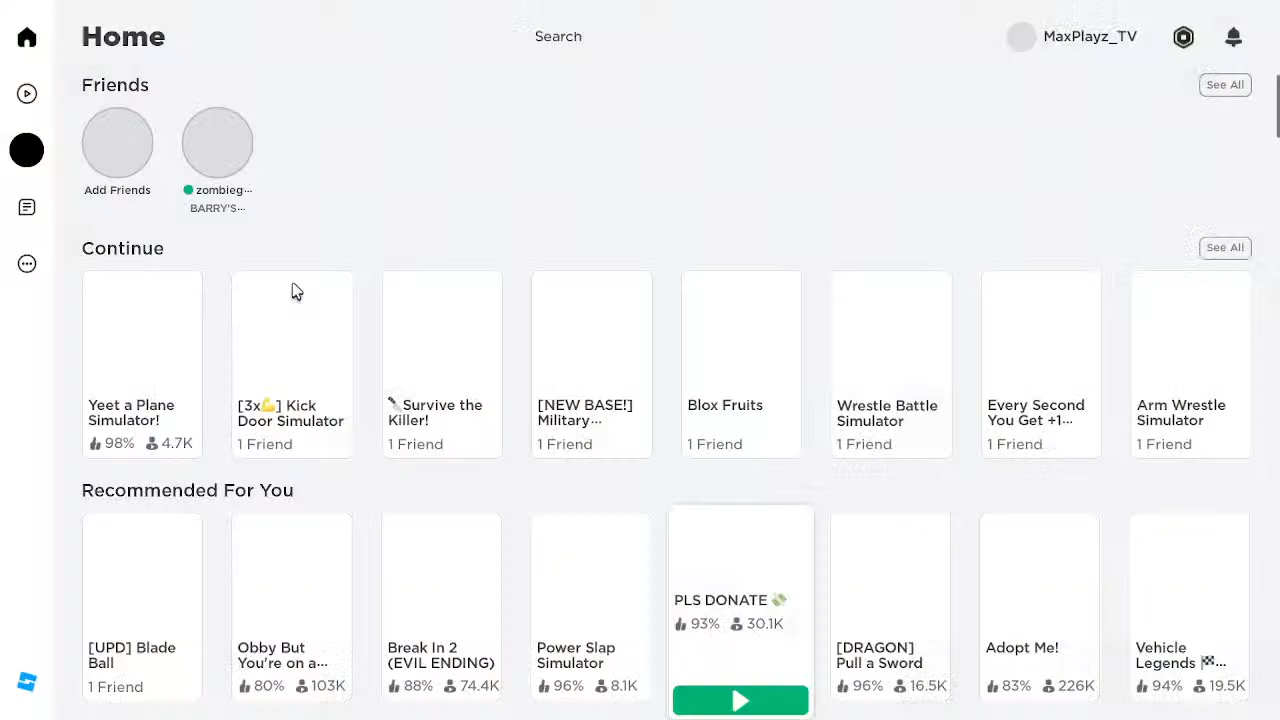 Home
Search
MaxPlayz_TV
Friends
See All
Add Friends
zombieg...
BARRY'S...
Continue
See All
Yeet a Plane
Simulator!
98% 4.7K
[3x💪] Kick
Door Simulator
1 Friend
🔪Survive the
Killer!
1 Friend
[NEW BASE!]
Military...
1 Friend
Blox Fruits
1 Friend
Wrestle Battle
Simulator
1 Friend
Every Second
You Get +1...
1 Friend
Arm Wrestle
Simulator
1 Friend
Recommended For You
[UPD] Blade
Ball
1 Friend
Obby But
You're on a...
80% 103K
Break In 2
(EVIL ENDING)
88% 74.4K
Power Slap
Simulator
96% 8.1K
PLS DONATE 💸
93% 30.1K
[DRAGON]
Pull a Sword
96% 16.5K
Adopt Me!
83% 226K
Vehicle
Legends 🏁...
94% 19.5K